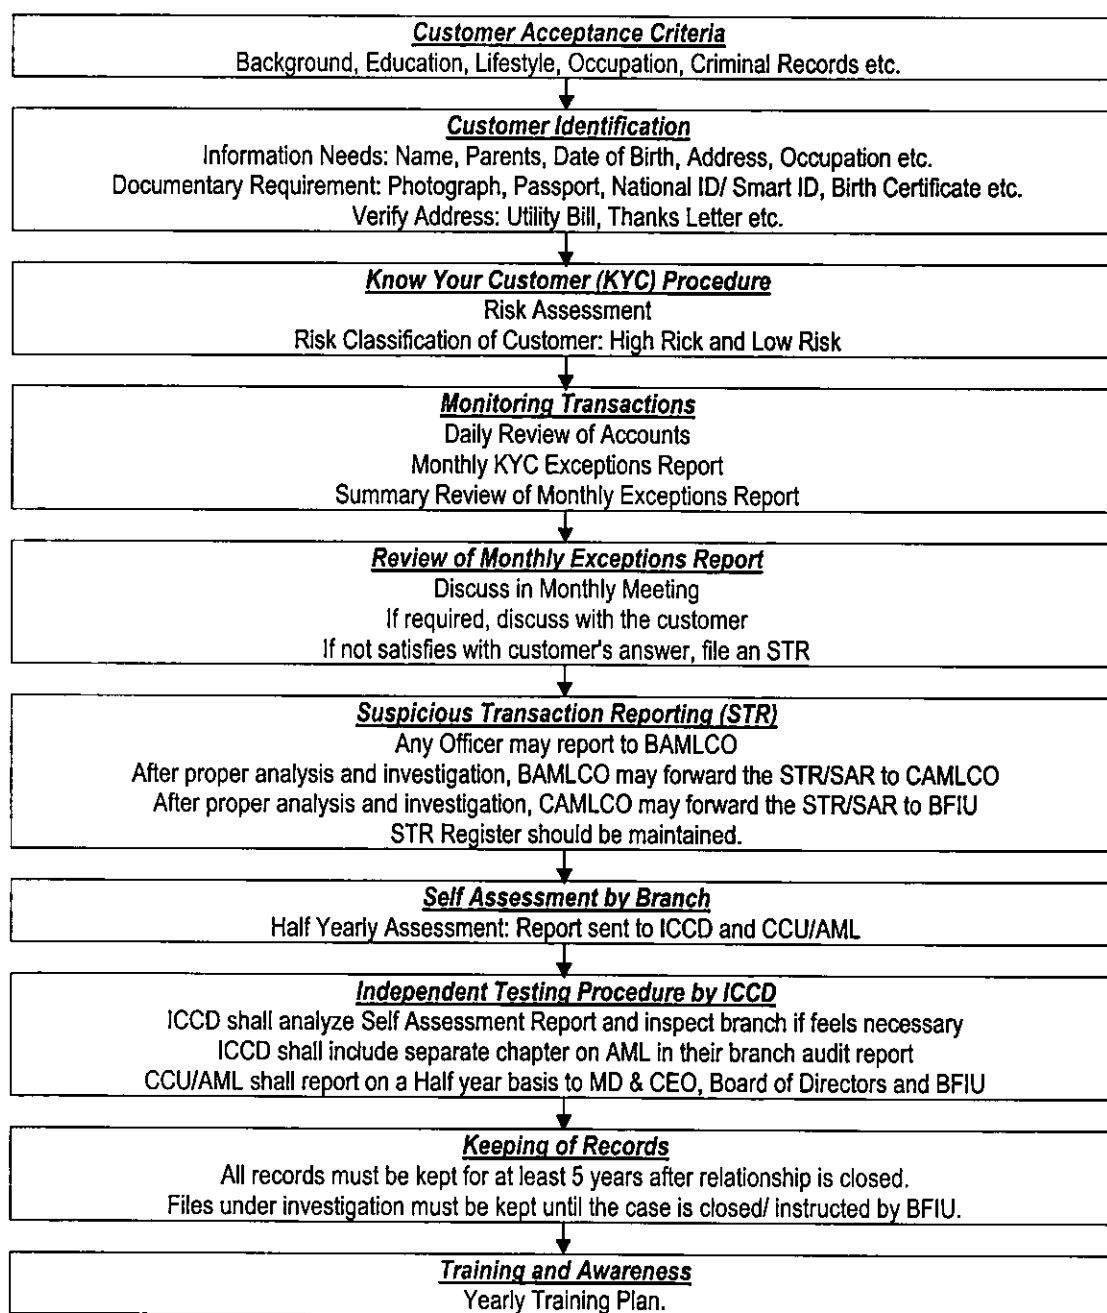 Customer Acceptance Criteria
Background, Education, Lifestyle, Occupation, Criminal Records etc.
Customer Identification
Information Needs: Name, Parents, Date of Birth, Address, Occupation etc.
Documentary Requirement: Photograph, Passport, National ID/ Smart ID, Birth Certificate etc.
Verify Address: Utility Bill, Thanks Letter etc.
Know Your Customer (KYC) Procedure
Risk Assessment
Risk Classification of Customer: High Rick and Low Risk
Monitoring Transactions
Daily Review of Accounts
Monthly KYC Exceptions Report
Summary Review of Monthly Exceptions Report
Review of Monthly Exceptions Report
Discuss in Monthly Meeting
If required, discuss with the customer
If not satisfies with customer's answer, file an STR
Suspicious Transaction Reporting (STR)
Any Officer may report to BAMLCO
After proper analysis and investigation, BAMLCO may forward the STR/SAR to CAMLCO
After proper analysis and investigation, CAMLCO may forward the STR/SAR to BFIU
STR Register should be maintained.
Self Assessment by Branch
Half Yearly Assessment: Report sent to ICCD and CCU/AML
Independent Testing Procedure by ICCD
ICCD shall analyze Self Assessment Report and inspect branch if feels necessary
ICCD shall include separate chapter on AML in their branch audit report
CCU/AML shall report on a Half year basis to MD & CEO, Board of Directors and BFIU
Keeping of Records
All records must be kept for at least 5 years after relationship is closed.
Files under investigation must be kept until the case is closed/ instructed by BFIU.
Training and Awareness
Yearly Training Plan.